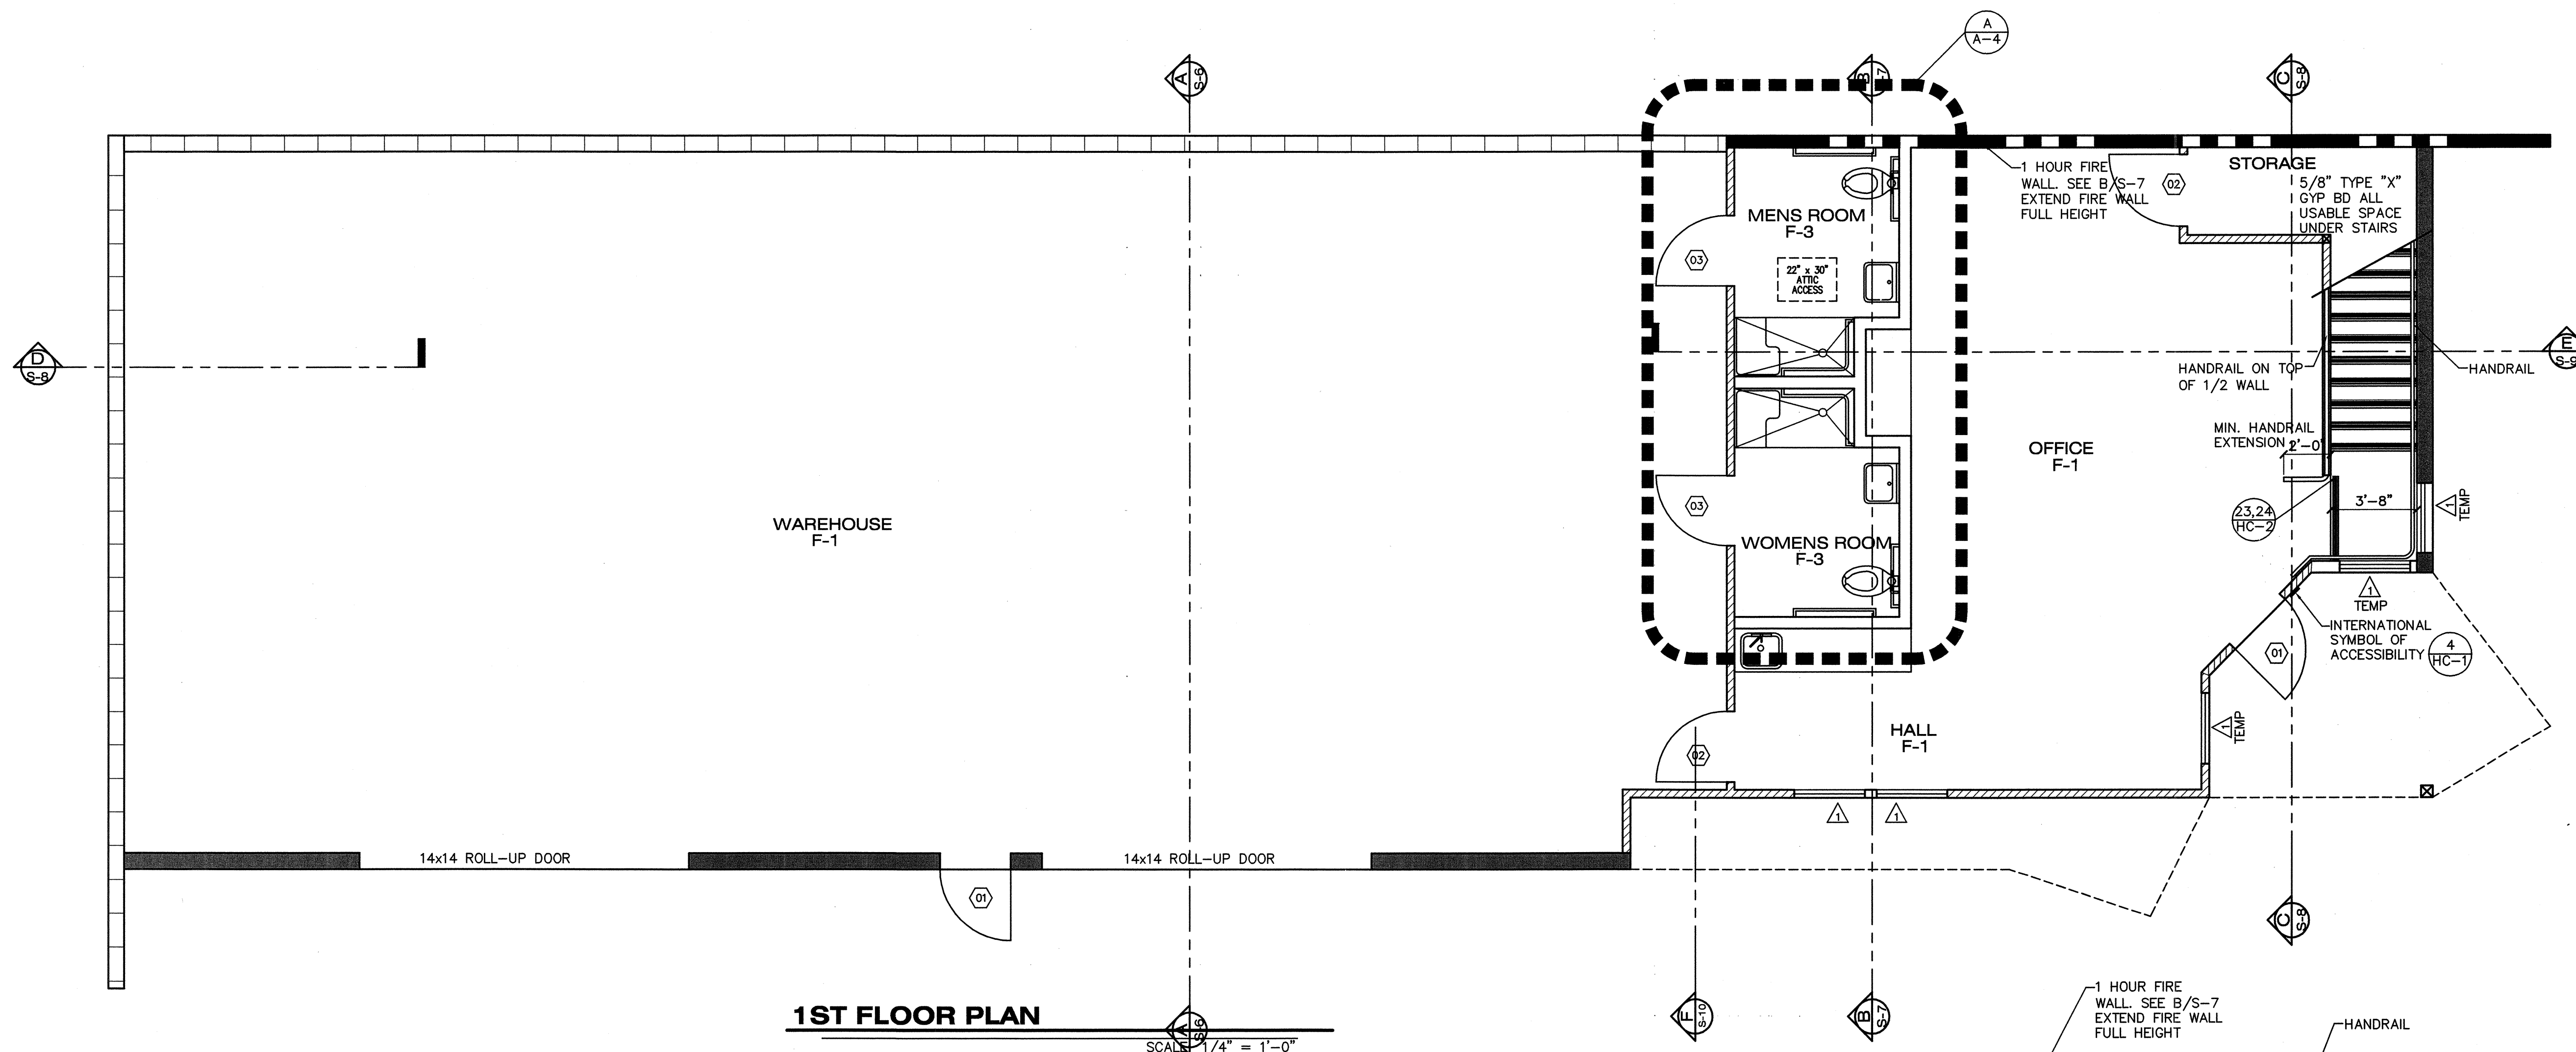 A
A-4
A
S-6
B
S-7
C
S-8
1 HOUR FIRE
WALL. SEE B/S-7
EXTEND FIRE WALL
FULL HEIGHT
02
STORAGE
5/8" TYPE "X"
GYP BD ALL
USABLE SPACE
UNDER STAIRS
MENS ROOM
F-3
03
22" x 30"
ATTIC
ACCESS
D
S-8
E
S-9
HANDRAIL ON TOP
OF 1/2 WALL
HANDRAIL
MIN. HANDRAIL
EXTENSION 2'-0"
OFFICE
F-1
WAREHOUSE
F-1
03
WOMENS ROOM
F-3
23,24
HC-2
3'-8"
1
TEMP
1
TEMP
INTERNATIONAL
SYMBOL OF
ACCESSIBILITY
4
HC-1
01
1
TEMP
HALL
F-1
02
1
1
14x14 ROLL-UP DOOR
14x14 ROLL-UP DOOR
01
C
S-8
1ST FLOOR PLAN
SCALE 1/4" = 1'-0"
A
S-6
F
S-10
B
S-7
1 HOUR FIRE
WALL. SEE B/S-7
EXTEND FIRE WALL
FULL HEIGHT
HANDRAIL